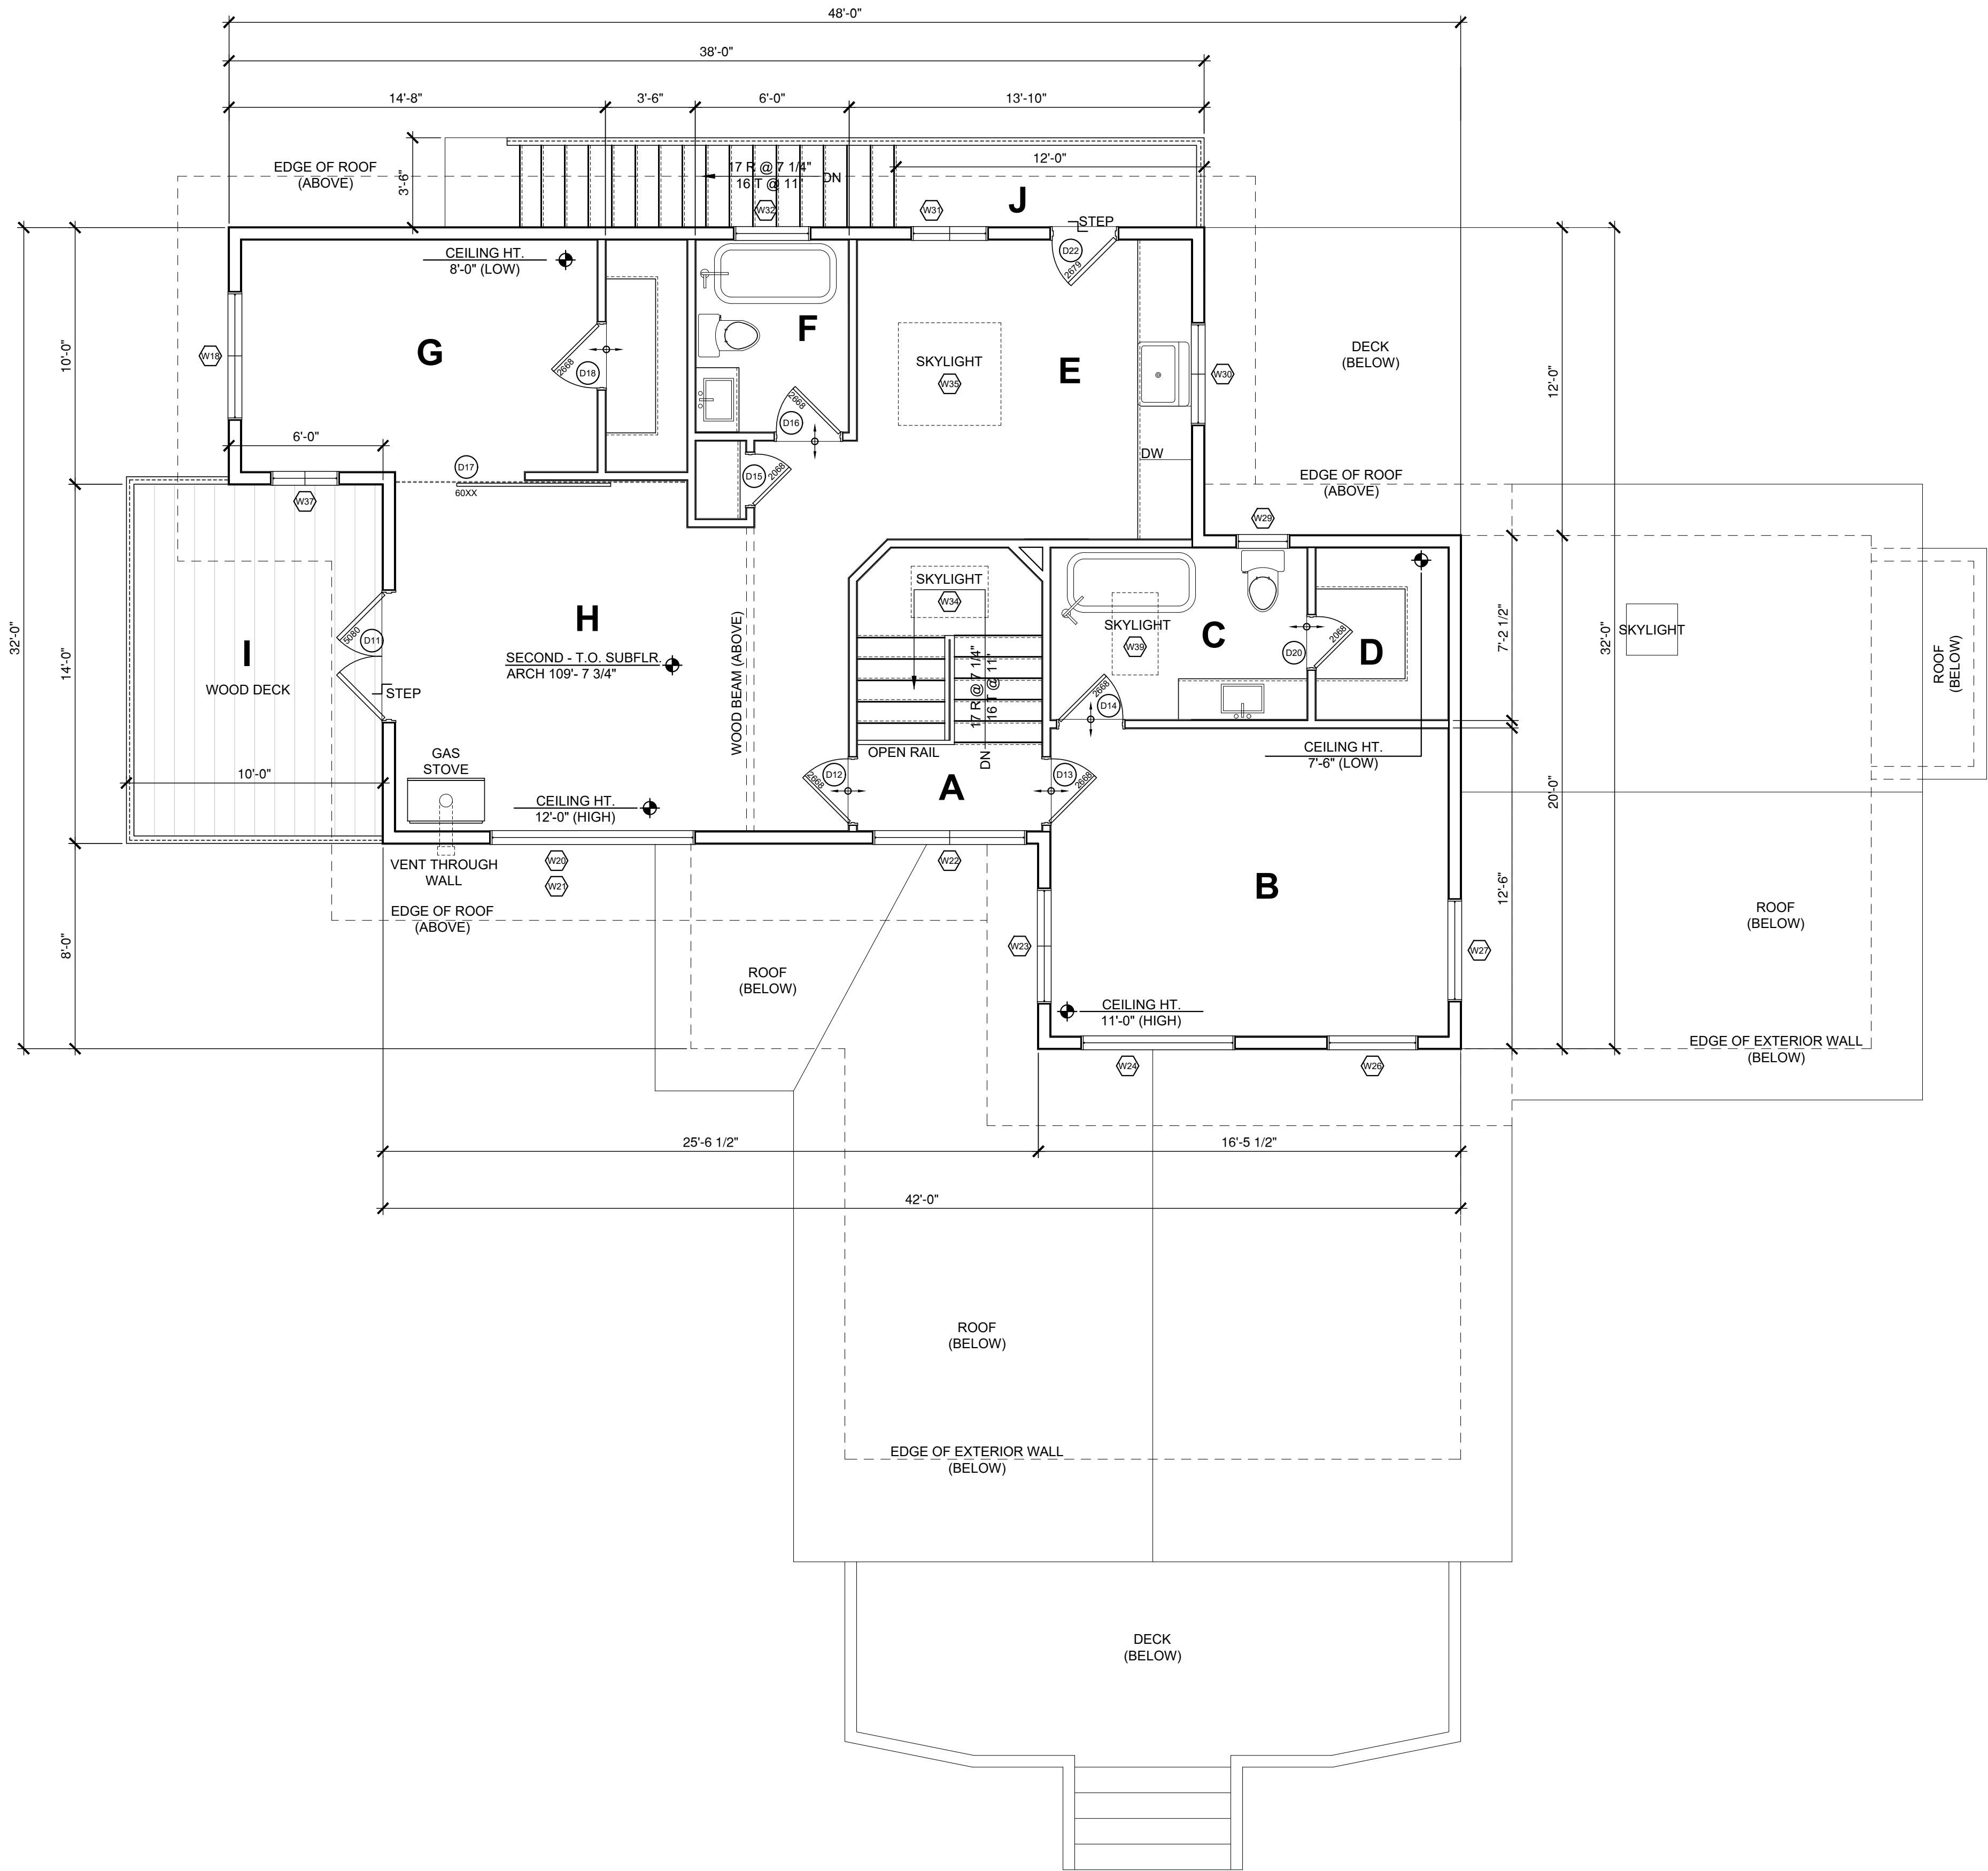 48'-0"
38'-0"
14'-8"
3'-6"
6'-0"
13'-10"
EDGE OF ROOF
(ABOVE)
3'-6"
17 R @ 7 1/4"
16 T @ 11"
DN
12'-0"
J
W32
W31
STEP
D22
2679
CEILING HT.
8'-0" (LOW)
G
F
E
SKYLIGHT
W35
W18
D18
2668
W30
DECK
(BELOW)
10'-0"
12'-0"
2668
D16
6'-0"
D17
60XX
D15
2068
DW
W37
EDGE OF ROOF
(ABOVE)
W29
SKYLIGHT
W34
H
SECOND - T.O. SUBFLR.
ARCH 109'- 7 3/4"
WOOD BEAM (ABOVE)
I
WOOD DECK
D11
5080
STEP
SKYLIGHT
W39
C
D20
2068
D
7'-2 1/2"
32'-0"
SKYLIGHT
ROOF
(BELOW)
32'-0"
14'-0"
17 R @ 7 1/4"
16 T @ 11"
DN
OPEN RAIL
2668
D14
CEILING HT.
7'-6" (LOW)
GAS
STOVE
10'-0"
D12
2668
A
D13
2668
CEILING HT.
12'-0" (HIGH)
20'-0"
VENT THROUGH
WALL
W20
W21
W22
EDGE OF ROOF
(ABOVE)
B
12'-6"
ROOF
(BELOW)
8'-0"
W23
W27
ROOF
(BELOW)
CEILING HT.
11'-0" (HIGH)
EDGE OF EXTERIOR WALL
(BELOW)
W24
W26
25'-6 1/2"
16'-5 1/2"
42'-0"
ROOF
(BELOW)
EDGE OF EXTERIOR WALL
(BELOW)
DECK
(BELOW)